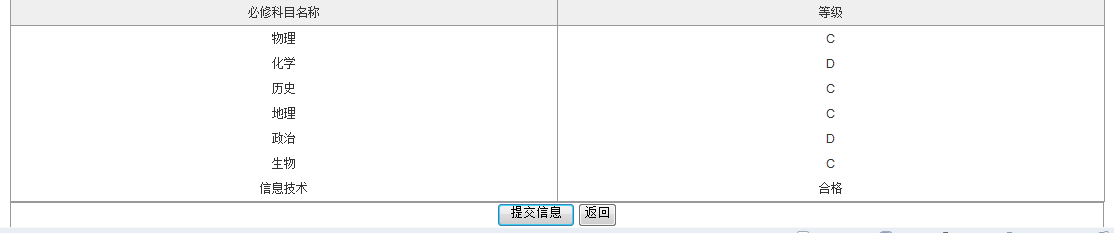 必修科目名称 等级
物理 C
化学 D
历史 C
地理 C
政治 D
生物 C
信息技术 合格
提交信息 返回